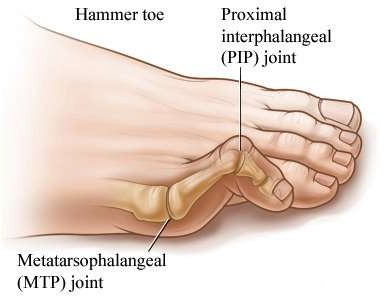 Hammer toe
Proximal
interphalangeal
(PIP) joint
Metatarsophalangeal
(MTP) joint